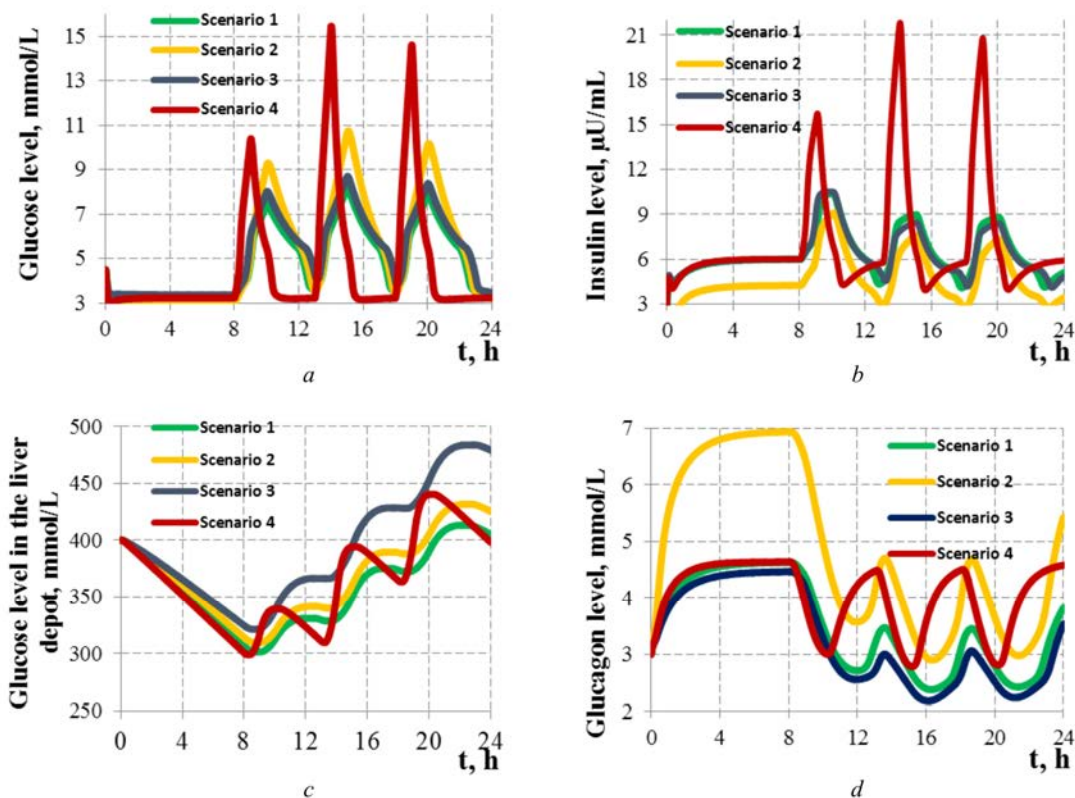 Glucose level, mmol/L
15
13
11
9
7
5
3
Scenario 1
Scenario 2
Scenario 3
Scenario 4
0 4 8 12 16 20 24
t, h
a
Insulin level, µU/mL
21
18
15
12
9
6
3
Scenario 1
Scenario 2
Scenario 3
Scenario 4
0 4 8 12 16 20 24
t, h
b
Glucose level in the liver
depot, mmol/L
500
450
400
350
300
250
Scenario 1
Scenario 2
Scenario 3
Scenario 4
0 4 8 12 16 20 24
t, h
c
Glucagon level, mmol/L
7
6
5
4
3
2
Scenario 1
Scenario 2
Scenario 3
Scenario 4
0 4 8 12 16 20 24
t, h
d